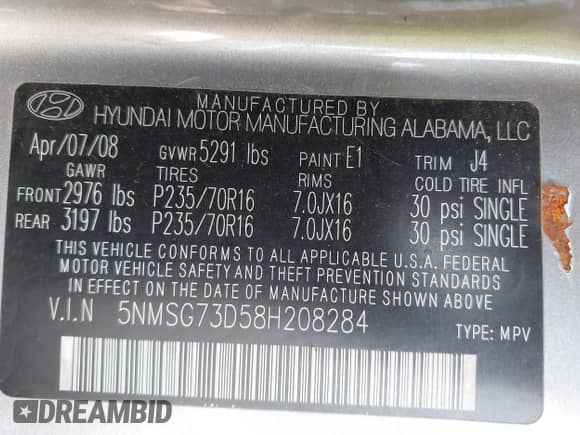 MANUFACTURED BY
HYUNDAI MOTOR MANUFACTURING ALABAMA, LLC
Apr/07/08 GVWR 5291 lbs PAINT E1 TRIM J4
GAWR TIRES RIMS COLD TIRE INFL
FRONT 2976 lbs P235/70R16 7.0JX16 30 psi SINGLE
REAR 3197 lbs P235/70R16 7.0JX16 30 psi SINGLE
THIS VEHICLE CONFORMS TO ALL APPLICABLE U.S.A. FEDERAL
MOTOR VEHICLE SAFETY AND THEFT PREVENTION STANDARDS
IN EFFECT ON THE DATE OF MANUFACTURE SHOWN ABOVE.
V.I.N 5NMSG73D58H208284 TYPE: MPV
DREAMBID